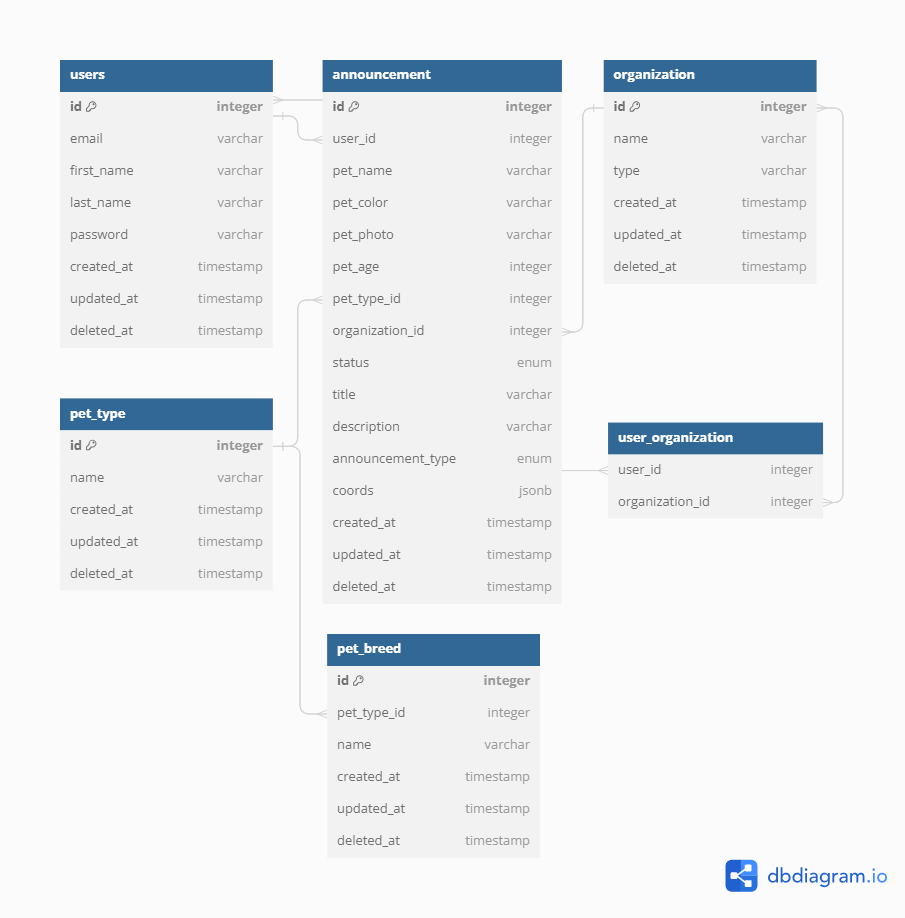 users
id integer
email varchar
first_name varchar
last_name varchar
password varchar
created_at timestamp
updated_at timestamp
deleted_at timestamp
announcement
id integer
user_id integer
pet_name varchar
pet_color varchar
pet_photo varchar
pet_age integer
pet_type_id integer
organization_id integer
status enum
title varchar
description varchar
announcement_type enum
coords jsonb
created_at timestamp
updated_at timestamp
deleted_at timestamp
organization
id integer
name varchar
type varchar
created_at timestamp
updated_at timestamp
deleted_at timestamp
pet_type
id integer
name varchar
created_at timestamp
updated_at timestamp
deleted_at timestamp
user_organization
user_id integer
organization_id integer
pet_breed
id integer
pet_type_id integer
name varchar
created_at timestamp
updated_at timestamp
deleted_at timestamp
dbdiagram.io